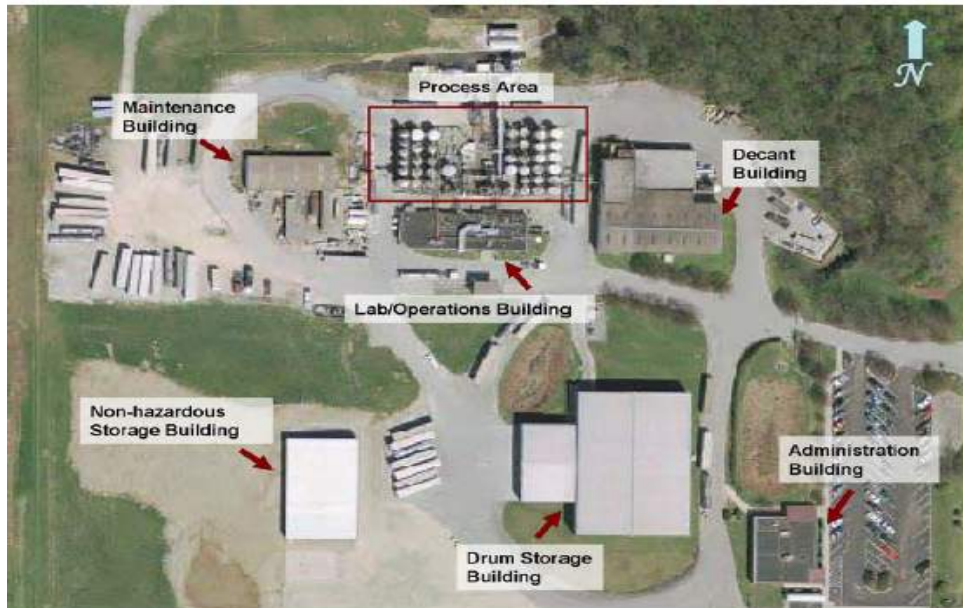 N
Process Area
Maintenance
Building
Decant
Building
Lab/Operations Building
Non-hazardous
Storage Building
Administration
Building
Drum Storage
Building